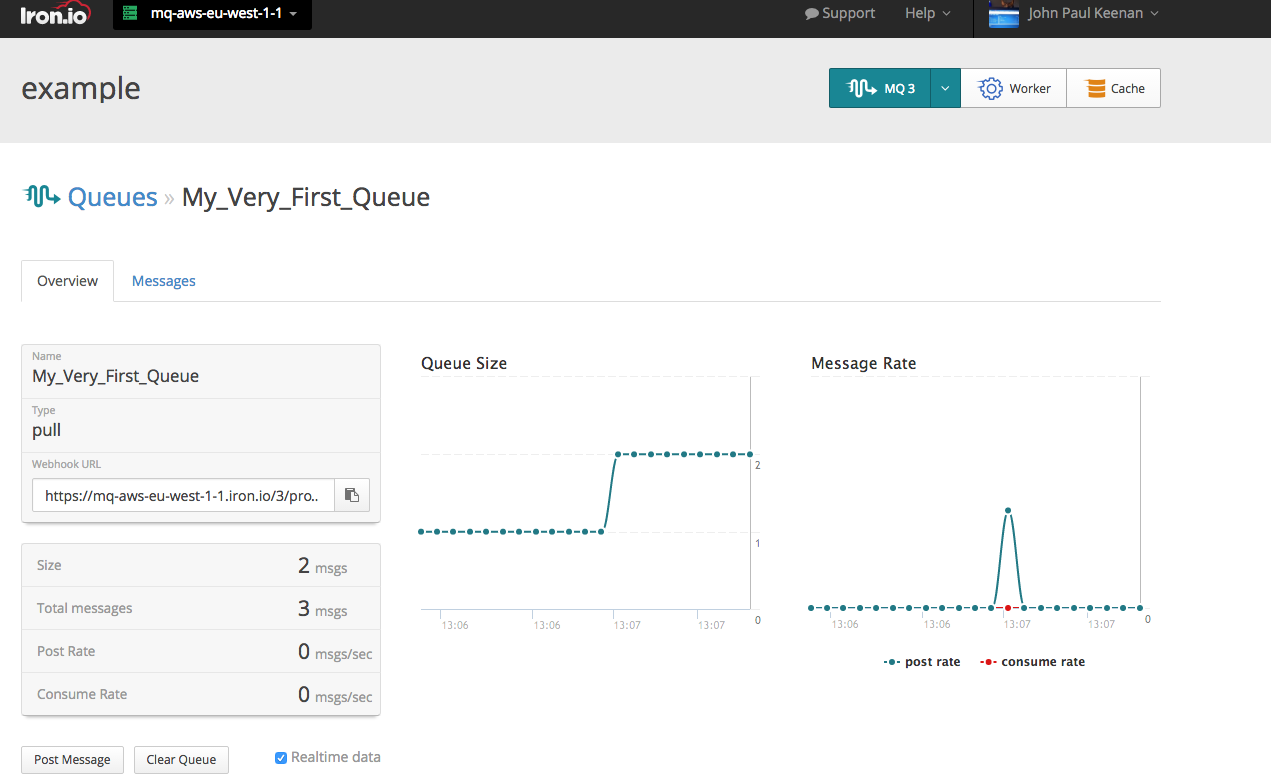 Iron.io
mq-aws-eu-west-1-1
Support
Help
John Paul Keenan
example
MQ 3
Worker
Cache
Queues » My_Very_First_Queue
Overview
Messages
Name
My_Very_First_Queue
Type
pull
Webhook URL
https://mq-aws-eu-west-1-1.iron.io/3/pro..
Size 2 msgs
Total messages 3 msgs
Post Rate 0 msgs/sec
Consume Rate 0 msgs/sec
Post Message
Clear Queue
Realtime data
Queue Size
2
1
0
13:06 13:06 13:07 13:07
Message Rate
0
13:06 13:06 13:07 13:07
post rate consume rate